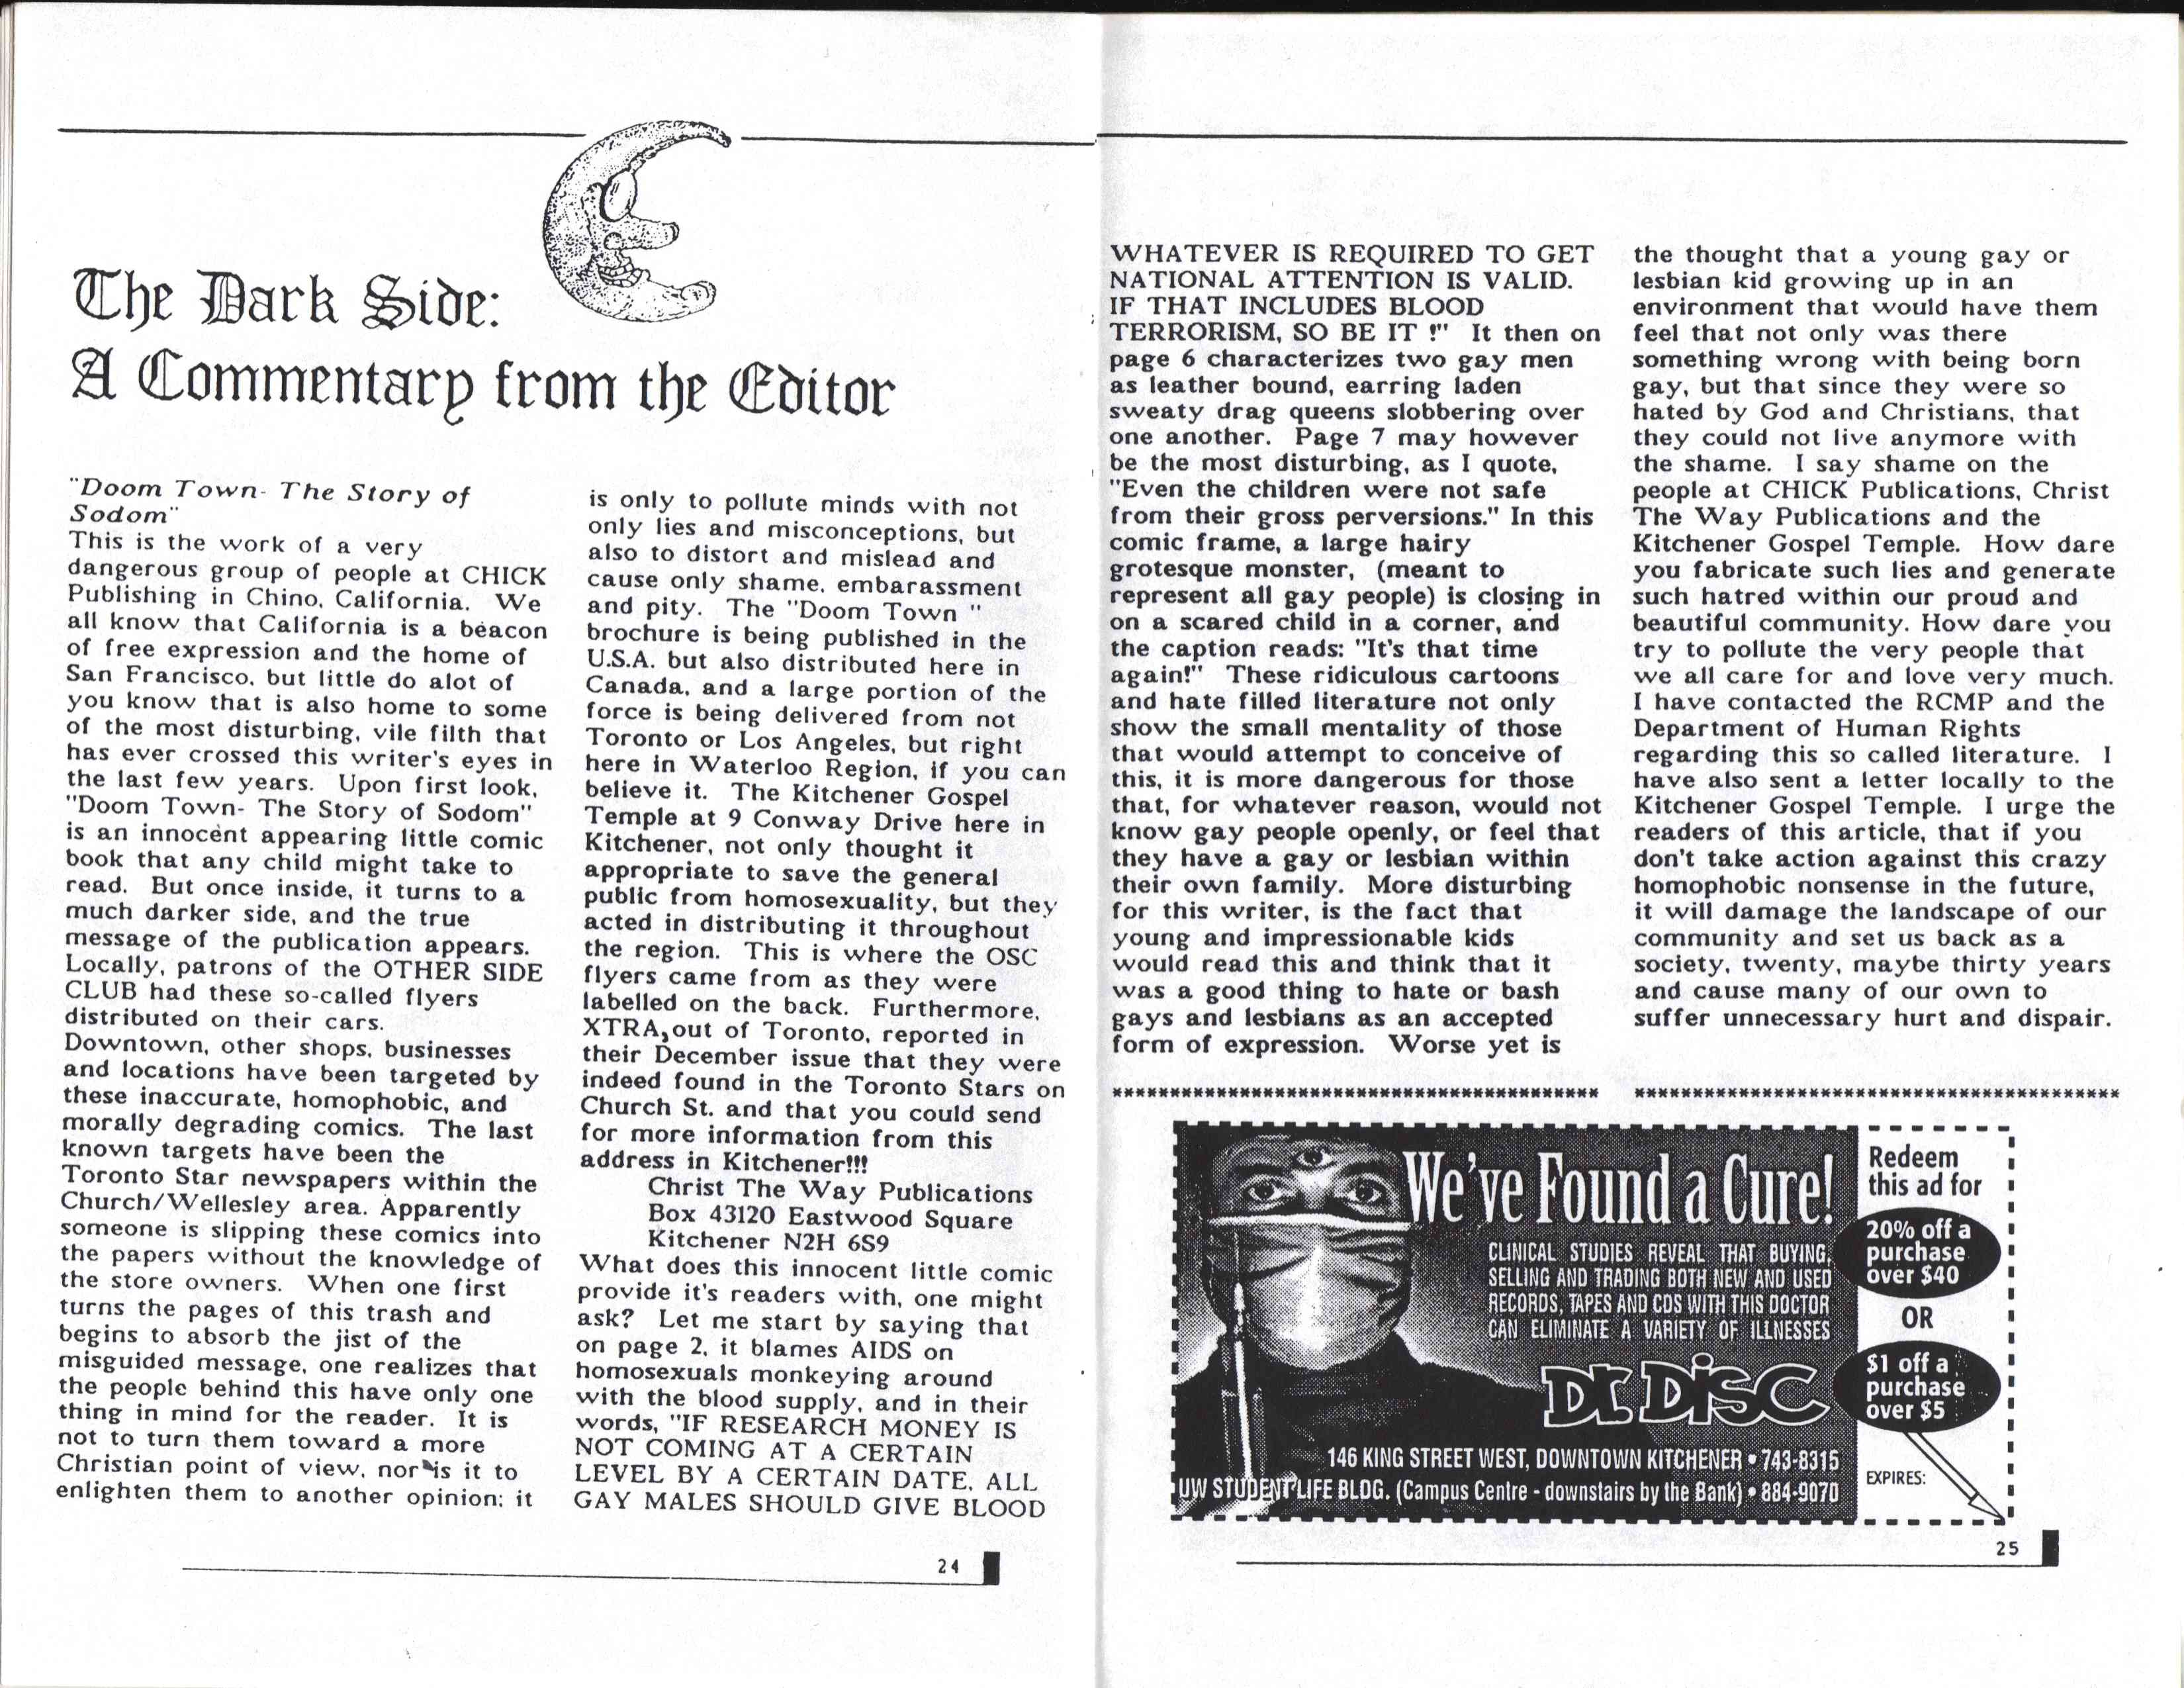 The Dark Side:
A Commentary from the Editor
"Doom Town- The Story of
Sodom"
This is the work of a very
dangerous group of people at CHICK
Publishing in Chino, California. We
all know that California is a beacon
of free expression and the home of
San Francisco, but little do alot of
you know that is also home to some
of the most disturbing, vile filth that
has ever crossed this writer's eyes in
the last few years. Upon first look,
"Doom Town- The Story of Sodom"
is an innocent appearing little comic
book that any child might take to
read. But once inside, it turns to a
much darker side, and the true
message of the publication appears.
Locally, patrons of the OTHER SIDE
CLUB had these so-called flyers
distributed on their cars.
Downtown, other shops, businesses
and locations have been targeted by
these inaccurate, homophobic, and
morally degrading comics. The last
known targets have been the
Toronto Star newspapers within the
Church/Wellesley area. Apparently
someone is slipping these comics into
the papers without the knowledge of
the store owners. When one first
turns the pages of this trash and
begins to absorb the jist of the
misguided message, one realizes that
the people behind this have only one
thing in mind for the reader. It is
not to turn them toward a more
Christian point of view, nor is it to
enlighten them to another opinion; it
is only to pollute minds with not
only lies and misconceptions, but
also to distort and mislead and
cause only shame, embarassment
and pity. The "Doom Town "
brochure is being published in the
U.S.A. but also distributed here in
Canada, and a large portion of the
force is being delivered from not
Toronto or Los Angeles, but right
here in Waterloo Region, if you can
believe it. The Kitchener Gospel
Temple at 9 Conway Drive here in
Kitchener, not only thought it
appropriate to save the general
public from homosexuality, but they
acted in distributing it throughout
the region. This is where the OSC
flyers came from as they were
labelled on the back. Furthermore,
XTRA, out of Toronto, reported in
their December issue that they were
indeed found in the Toronto Stars on
Church St. and that you could send
for more information from this
address in Kitchener!!!
Christ The Way Publications
Box 43120 Eastwood Square
Kitchener N2H 6S9
What does this innocent little comic
provide it's readers with, one might
ask? Let me start by saying that
on page 2, it blames AIDS on
homosexuals monkeying around
with the blood supply, and in their
words, "IF RESEARCH MONEY IS
NOT COMING AT A CERTAIN
LEVEL BY A CERTAIN DATE, ALL
GAY MALES SHOULD GIVE BLOOD
24
WHATEVER IS REQUIRED TO GET
NATIONAL ATTENTION IS VALID.
IF THAT INCLUDES BLOOD
TERRORISM, SO BE IT !" It then on
page 6 characterizes two gay men
as leather bound, earring laden
sweaty drag queens slobbering over
one another. Page 7 may however
be the most disturbing, as I quote,
"Even the children were not safe
from their gross perversions." In this
comic frame, a large hairy
grotesque monster, (meant to
represent all gay people) is closing in
on a scared child in a corner, and
the caption reads: "It's that time
again!" These ridiculous cartoons
and hate filled literature not only
show the small mentality of those
that would attempt to conceive of
this, it is more dangerous for those
that, for whatever reason, would not
know gay people openly, or feel that
they have a gay or lesbian within
their own family. More disturbing
for this writer, is the fact that
young and impressionable kids
would read this and think that it
was a good thing to hate or bash
gays and lesbians as an accepted
form of expression. Worse yet is
the thought that a young gay or
lesbian kid growing up in an
environment that would have them
feel that not only was there
something wrong with being born
gay, but that since they were so
hated by God and Christians, that
they could not live anymore with
the shame. I say shame on the
people at CHICK Publications, Christ
The Way Publications and the
Kitchener Gospel Temple. How dare
you fabricate such lies and generate
such hatred within our proud and
beautiful community. How dare you
try to pollute the very people that
we all care for and love very much.
I have contacted the RCMP and the
Department of Human Rights
regarding this so called literature. I
have also sent a letter locally to the
Kitchener Gospel Temple. I urge the
readers of this article, that if you
don't take action against this crazy
homophobic nonsense in the future,
it will damage the landscape of our
community and set us back as a
society, twenty, maybe thirty years
and cause many of our own to
suffer unnecessary hurt and dispair.
We've Found a Cure!
CLINICAL STUDIES REVEAL THAT BUYING,
SELLING AND TRADING BOTH NEW AND USED
RECORDS, TAPES AND CDS WITH THIS DOCTOR
CAN ELIMINATE A VARIETY OF ILLNESSES
Dr. DiSC
146 KING STREET WEST, DOWNTOWN KITCHENER • 743-8315
UW STUDENT LIFE BLDG. (Campus Centre - downstairs by the Bank) • 884-9070
Redeem
this ad for
20% off a
purchase
over $40
OR
$1 off a
purchase
over $5
EXPIRES:
25